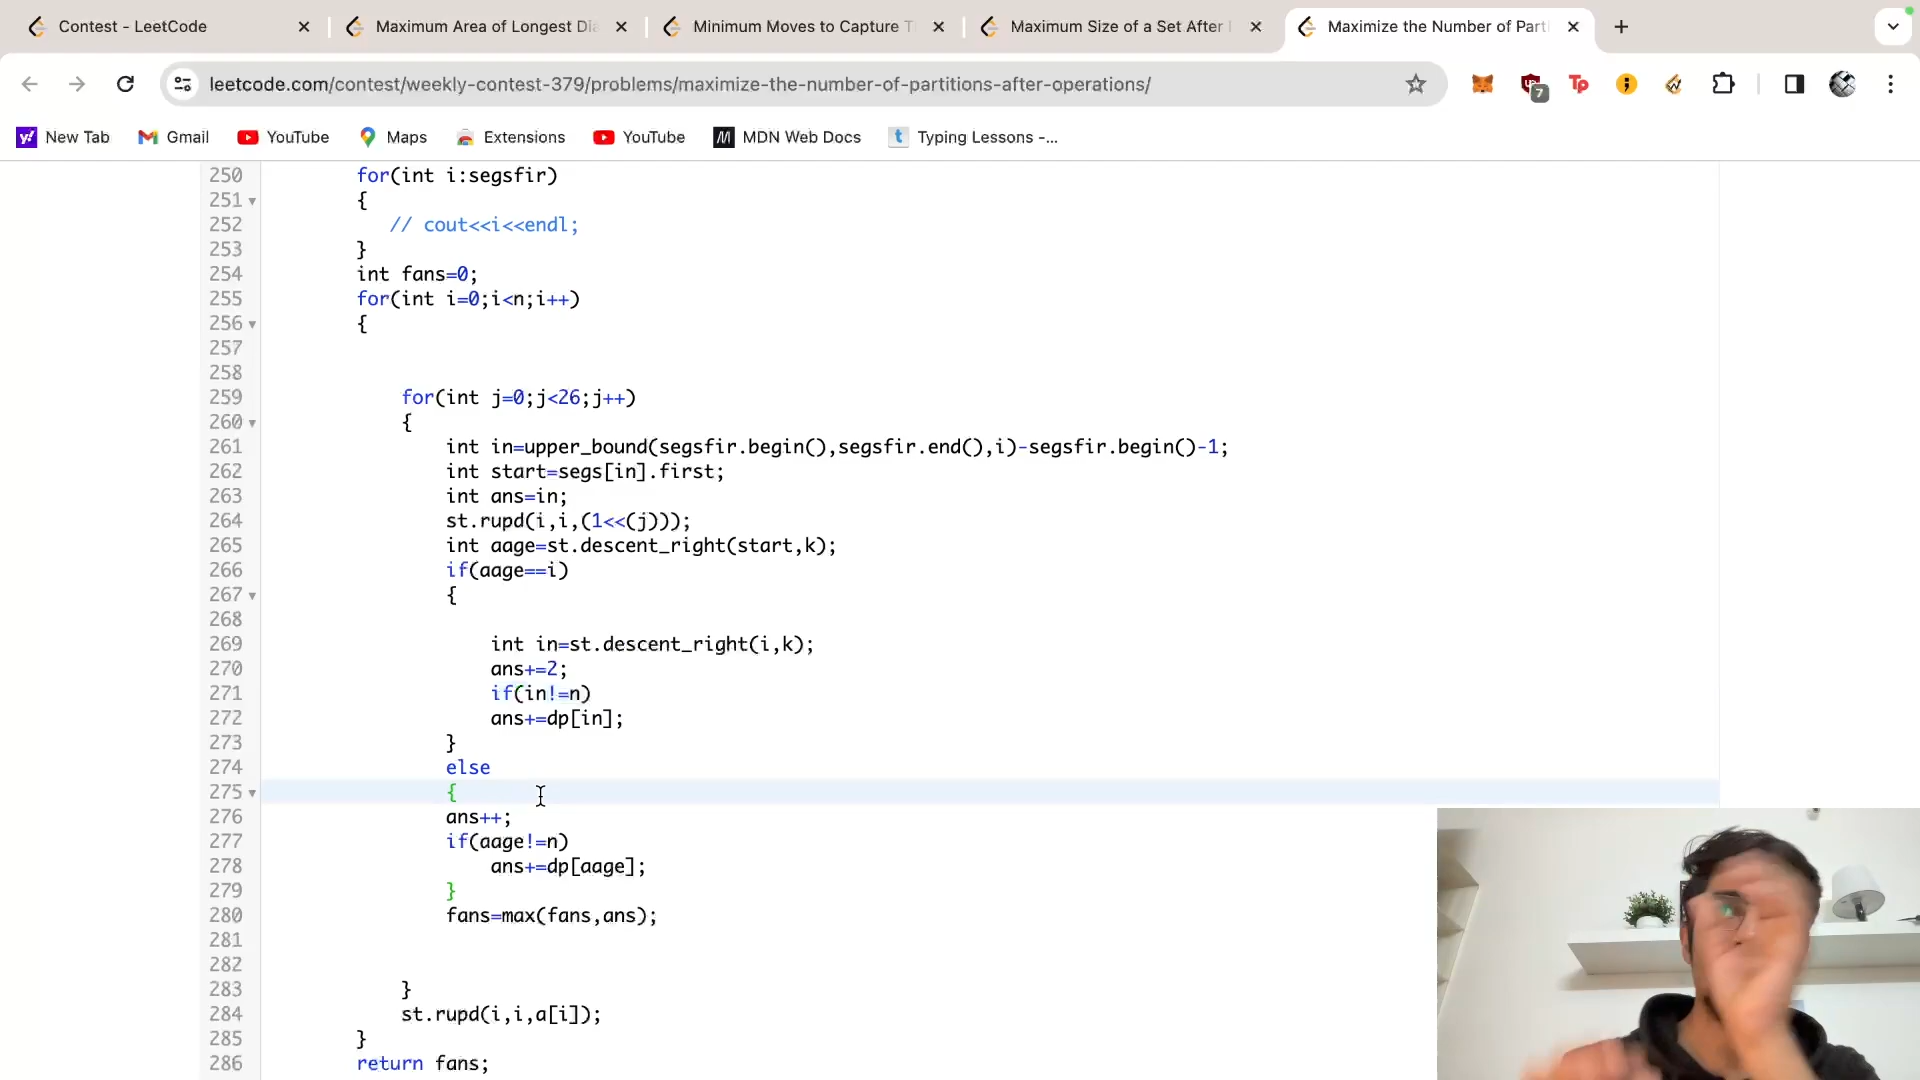 Contest - LeetCode
Maximum Area of Longest Di
Minimum Moves to Capture T
Maximum Size of a Set After
Maximize the Number of Parti
leetcode.com/contest/weekly-contest-379/problems/maximize-the-number-of-partitions-after-operations/
7
New Tab
Gmail
YouTube
Maps
Extensions
YouTube
MDN Web Docs
Typing Lessons -...
250 for(int i:segsfir)
251 {
252 // cout<<i<<endl;
253 }
254 int fans=0;
255 for(int i=0;i<n;i++)
256 {
257
258
259 for(int j=0;j<26;j++)
260 {
261 int in=upper_bound(segsfir.begin(),segsfir.end(),i)-segsfir.begin()-1;
262 int start=segs[in].first;
263 int ans=in;
264 st.rupd(i,i,(1<<(j)));
265 int aage=st.descent_right(start,k);
266 if(aage==i)
267 {
268
269 int in=st.descent_right(i,k);
270 ans+=2;
271 if(in!=n)
272 ans+=dp[in];
273 }
274 else
275 {
276 ans++;
277 if(aage!=n)
278 ans+=dp[aage];
279 }
280 fans=max(fans,ans);
281
282
283 }
284 st.rupd(i,i,a[i]);
285 }
286 return fans;